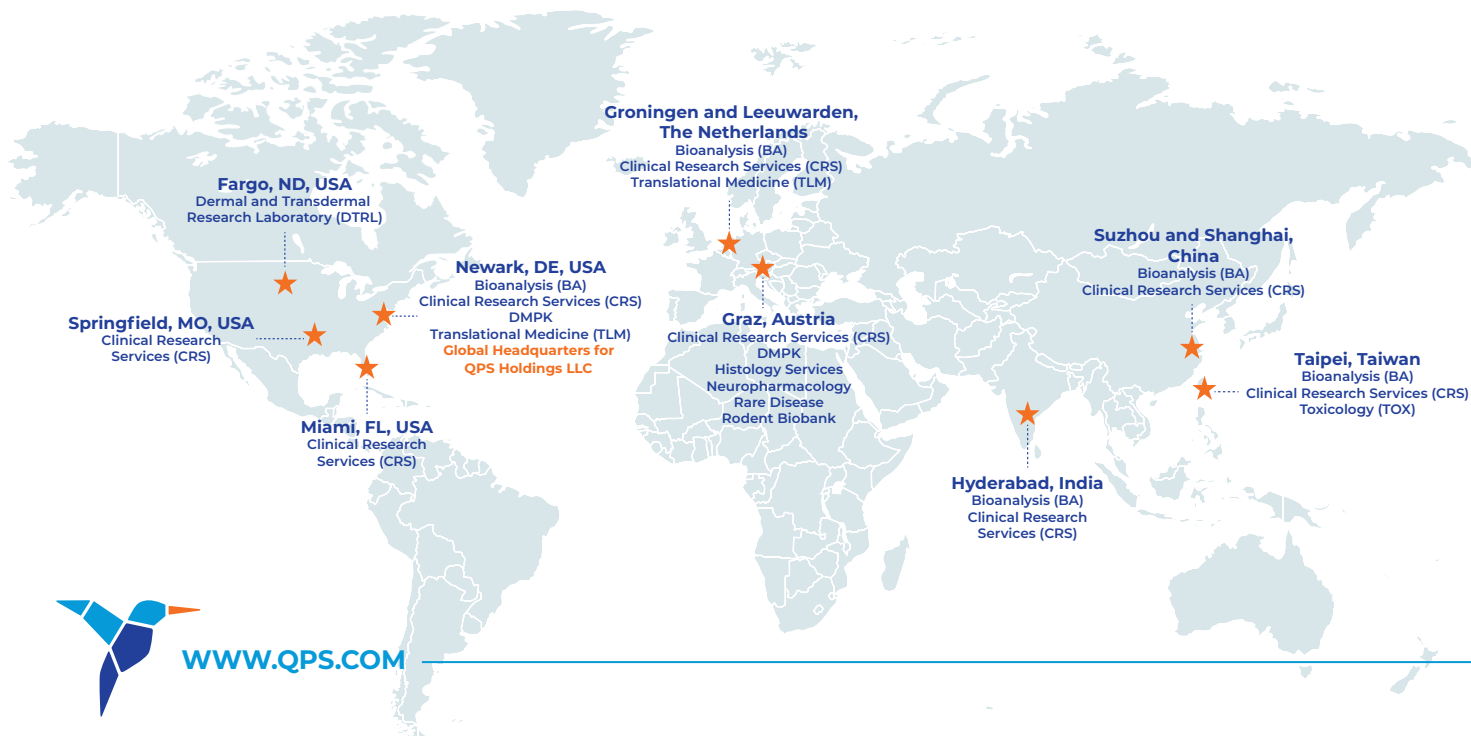 Groningen and Leeuwarden,
The Netherlands
Bioanalysis (BA)
Clinical Research Services (CRS)
Translational Medicine (TLM)
Fargo, ND, USA
Dermal and Transdermal
Research Laboratory (DTRL)
Suzhou and Shanghai,
China
Bioanalysis (BA)
Clinical Research Services (CRS)
Newark, DE, USA
Bioanalysis (BA)
Clinical Research Services (CRS)
DMPK
Translational Medicine (TLM)
Global Headquarters for
QPS Holdings LLC
Springfield, MO, USA
Clinical Research
Services (CRS)
Graz, Austria
Clinical Research Services (CRS)
DMPK
Histology Services
Neuropharmacology
Rare Disease
Rodent Biobank
Taipei, Taiwan
Bioanalysis (BA)
Clinical Research Services (CRS)
Toxicology (TOX)
Miami, FL, USA
Clinical Research
Services (CRS)
Hyderabad, India
Bioanalysis (BA)
Clinical Research
Services (CRS)
WWW.QPS.COM